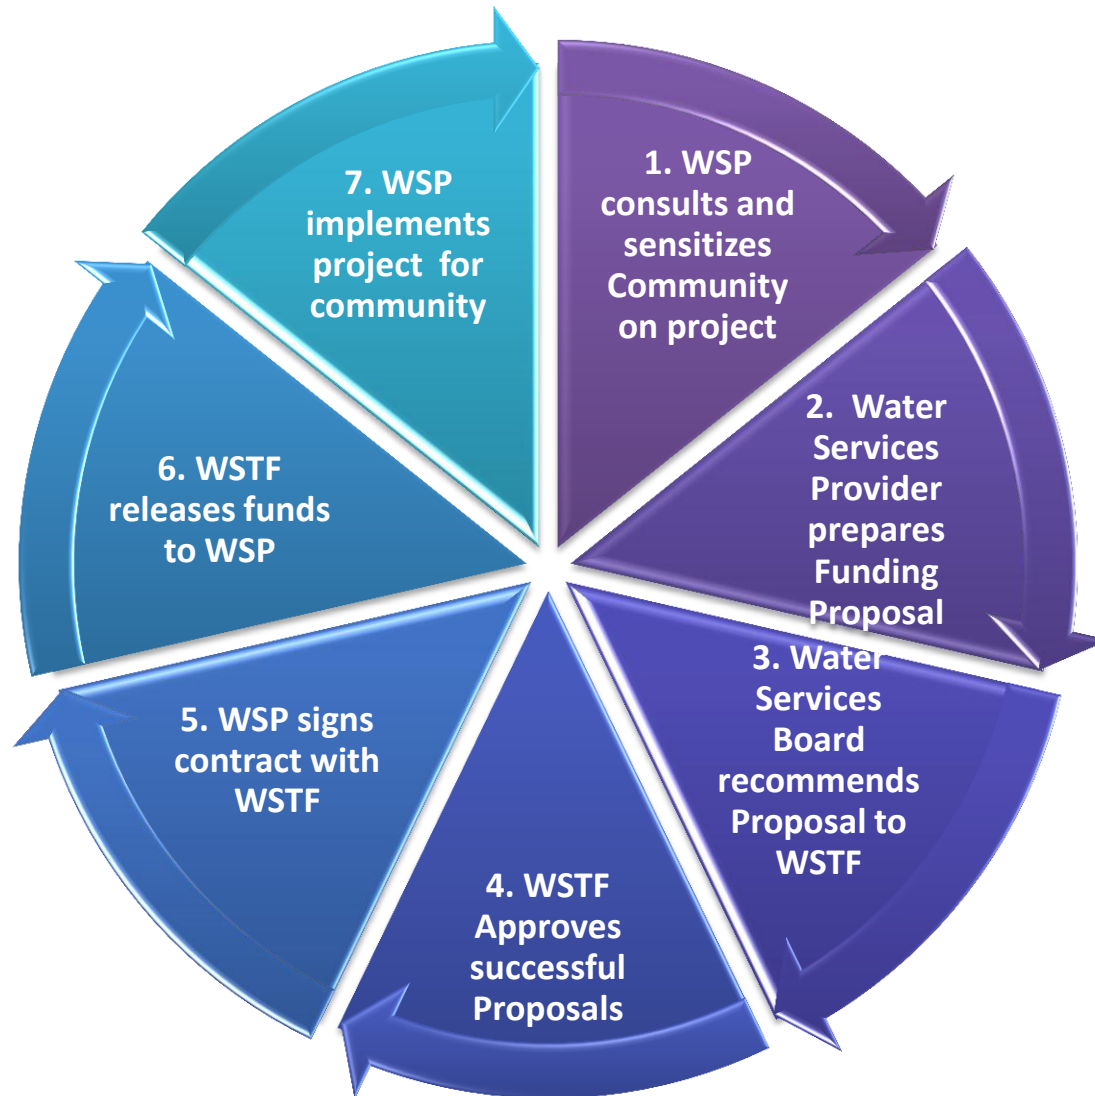 1. WSP
consults and
sensitizes
Community
on project
2. Water
Services
Provider
prepares
Funding
Proposal
3. Water
Services
Board
recommends
Proposal to
WSTF
4. WSTF
Approves
successful
Proposals
5. WSP signs
contract with
WSTF
6. WSTF
releases funds
to WSP
7. WSP
implements
project for
community